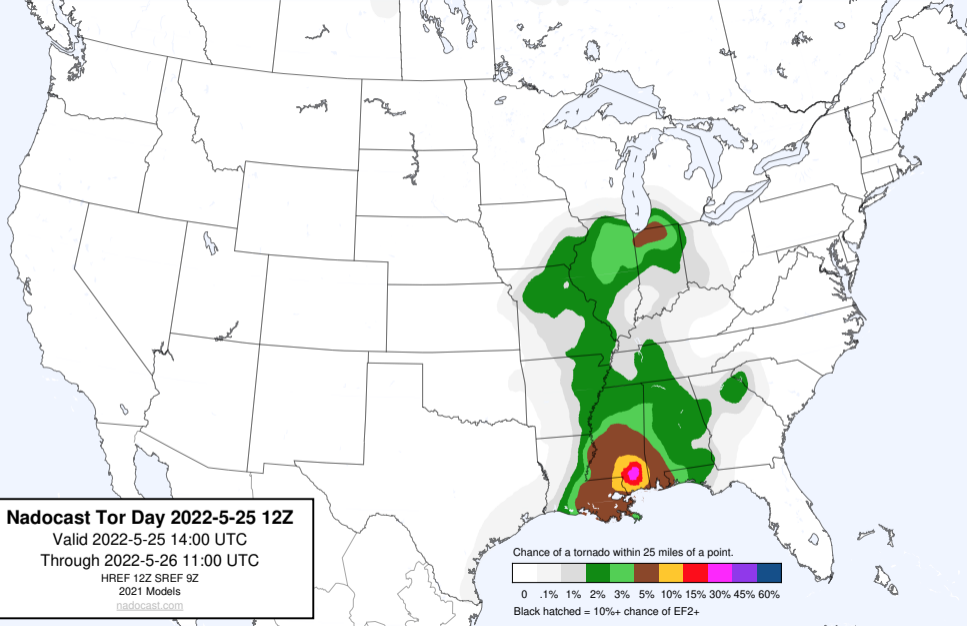 Nadocast Tor Day 2022-5-25 12Z
Valid 2022-5-25 14:00 UTC
Through 2022-5-26 11:00 UTC
HREF 12Z SREF 9Z
2021 Models
nadocast.com
Chance of a tornado within 25 miles of a point.
0 .1% 1% 2% 3% 5% 10% 15% 30% 45% 60%
Black hatched = 10%+ chance of EF2+